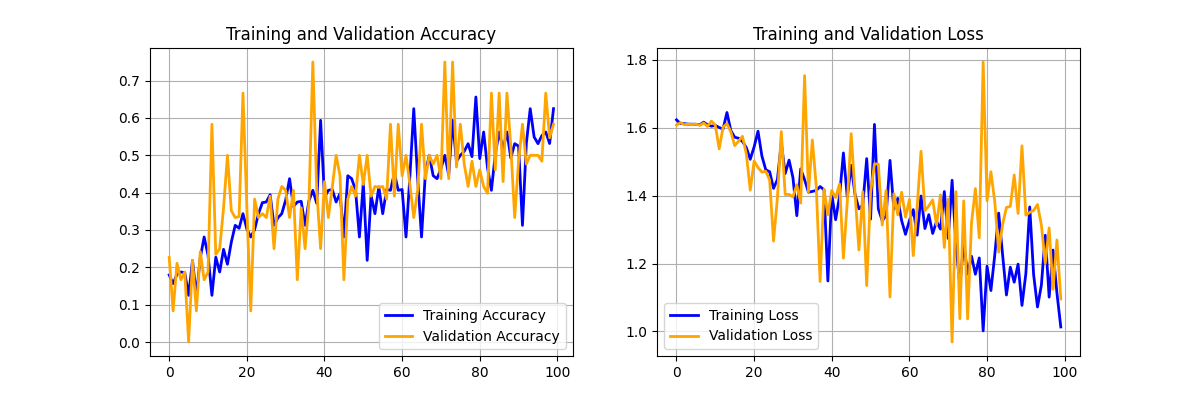 Training and Validation Accuracy
0.7
0.6
0.5
0.4
0.3
0.2
0.1
0.0
0 20 40 60 80 100
Training Accuracy
Validation Accuracy
Training and Validation Loss
1.8
1.6
1.4
1.2
1.0
0 20 40 60 80 100
Training Loss
Validation Loss